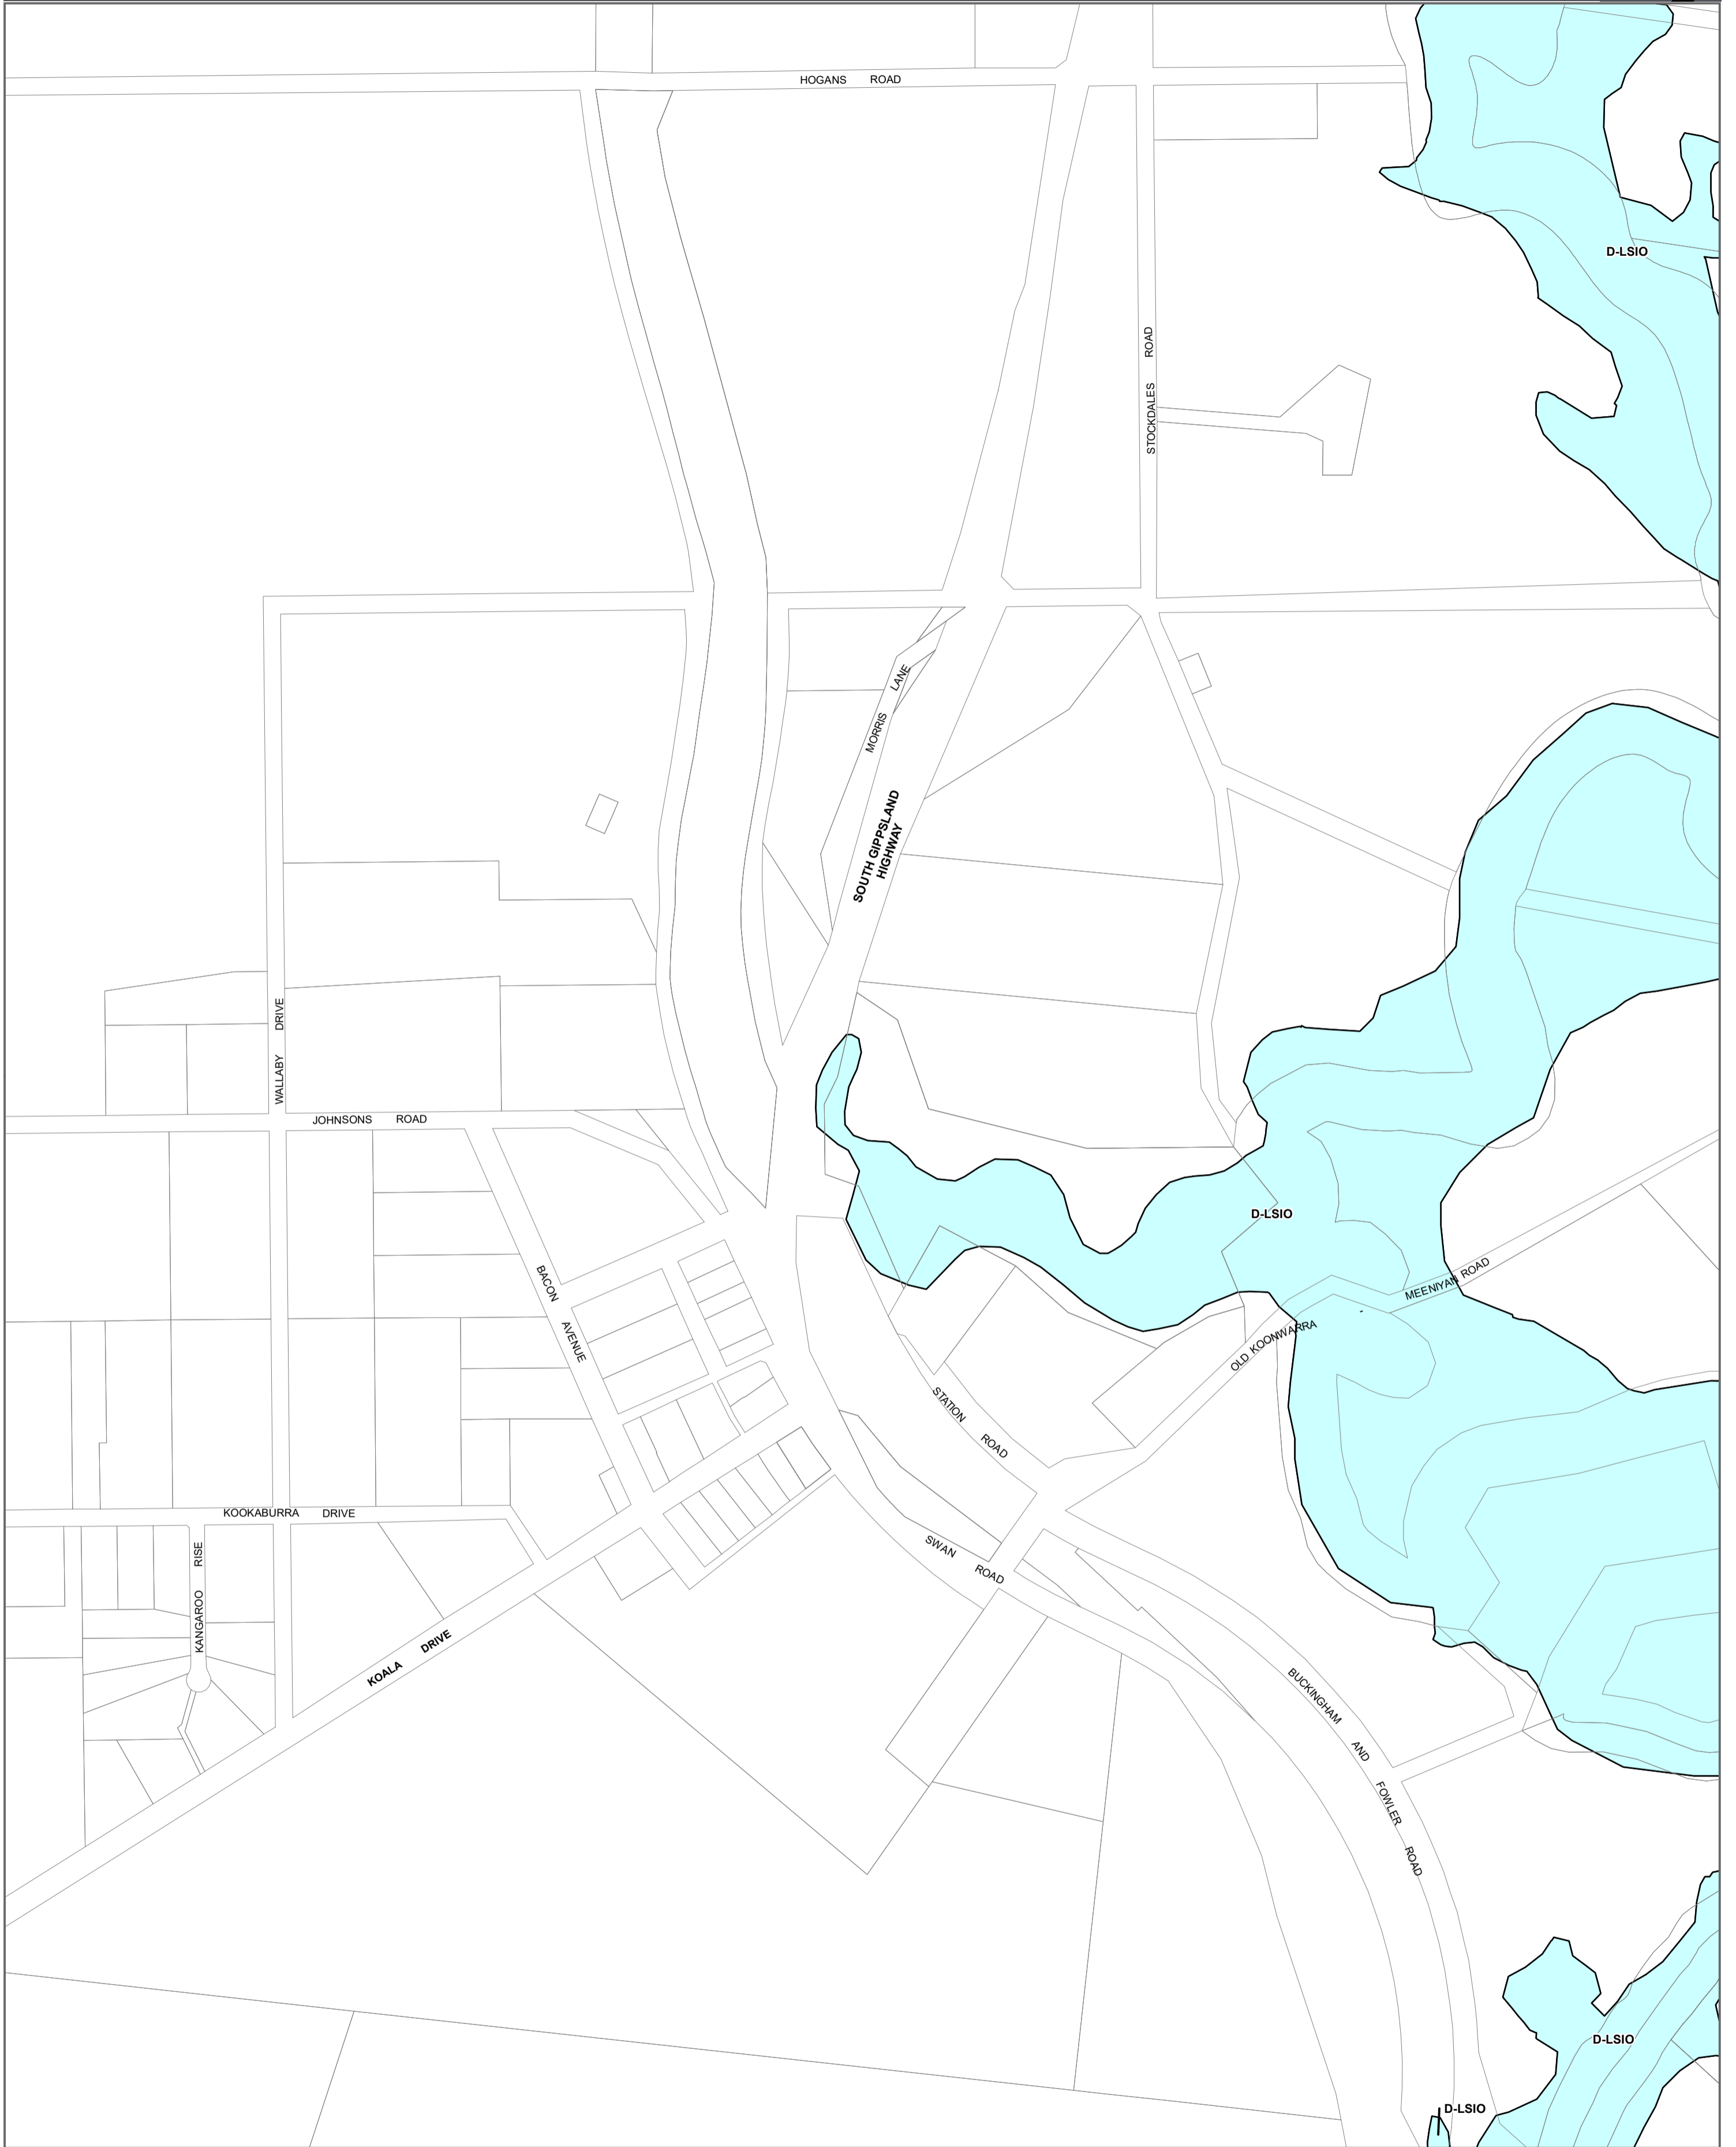 HOGANS ROAD
D-LSIO
STOCKDALES ROAD
MORRIS LANE
SOUTH GIPPSLAND
HIGHWAY
WALLABY DRIVE
JOHNSONS ROAD
D-LSIO
MEENIYAN ROAD
BACON AVENUE
OLD KOONWARRA
STATION ROAD
KOOKABURRA DRIVE
SWAN ROAD
KANGAROO RISE
KOALA DRIVE
BUCKINGHAM AND FOWLER ROAD
D-LSIO
D-LSIO